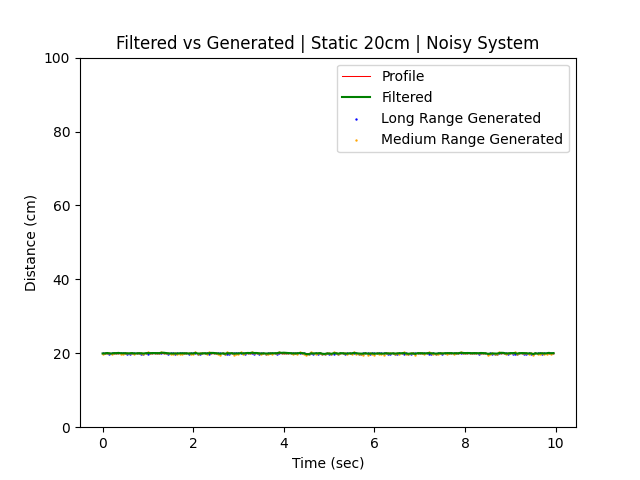 Filtered vs Generated | Static 20cm | Noisy System
Profile
Filtered
Long Range Generated
Medium Range Generated
100
80
60
40
20
0
Distance (cm)
0 2 4 6 8 10
Time (sec)